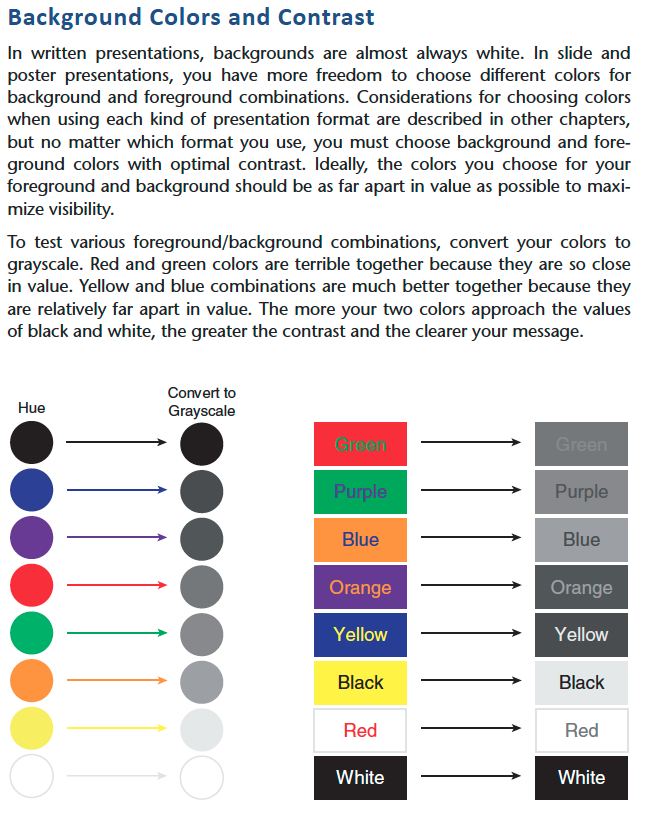 Background Colors and Contrast
In written presentations, backgrounds are almost always white. In slide and
poster presentations, you have more freedom to choose different colors for
background and foreground combinations. Considerations for choosing colors
when using each kind of presentation format are described in other chapters,
but no matter which format you use, you must choose background and fore-
ground colors with optimal contrast. Ideally, the colors you choose for your
foreground and background should be as far apart in value as possible to maxi-
mize visibility.
To test various foreground/background combinations, convert your colors to
grayscale. Red and green colors are terrible together because they are so close
in value. Yellow and blue combinations are much better together because they
are relatively far apart in value. The more your two colors approach the values
of black and white, the greater the contrast and the clearer your message.
Hue
Convert to
Grayscale
Green
Green
Purple
Purple
Blue
Blue
Orange
Orange
Yellow
Yellow
Black
Black
Red
Red
White
White